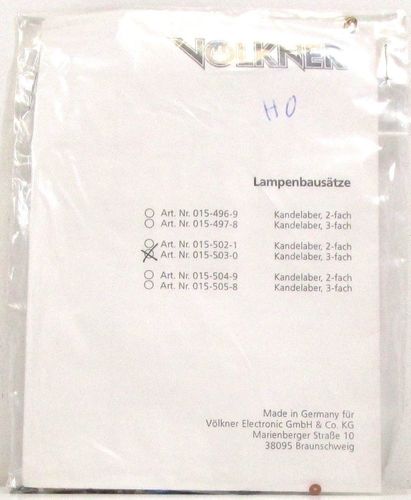 VÖLKNER
HO
Lampenbausätze
Art. Nr. 015-496-9 Kandelaber, 2-fach
Art. Nr. 015-497-8 Kandelaber, 3-fach
Art. Nr. 015-502-1 Kandelaber, 2-fach
Art. Nr. 015-503-0 Kandelaber, 3-fach
Art. Nr. 015-504-9 Kandelaber, 2-fach
Art. Nr. 015-505-8 Kandelaber, 3-fach
Made in Germany für
Völkner Electronic GmbH & Co. KG
Marienberger Straße 10
38095 Braunschweig